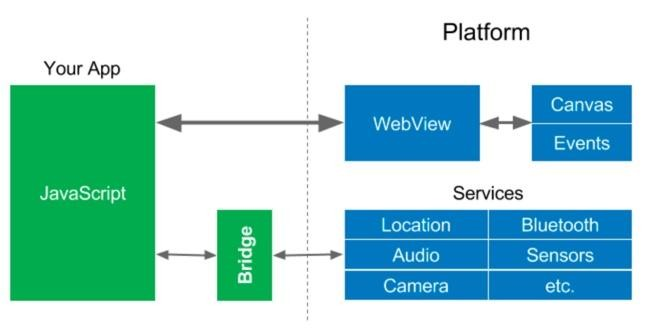 Platform
Your App
JavaScript
WebView
Canvas
Events
Bridge
Services
Location
Bluetooth
Audio
Sensors
Camera
etc.